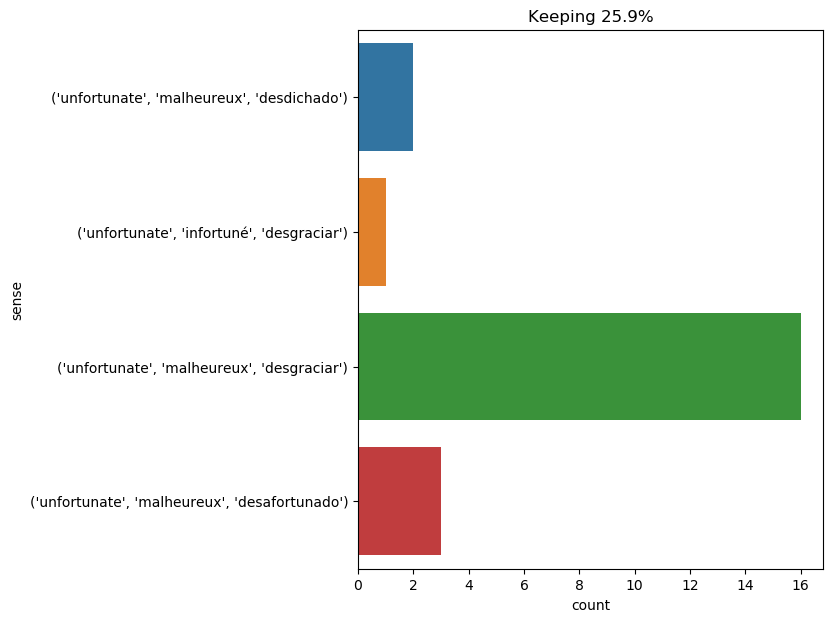 Keeping 25.9%
('unfortunate', 'malheureux', 'desdichado')
('unfortunate', 'infortuné', 'desgraciar')
('unfortunate', 'malheureux', 'desgraciar')
('unfortunate', 'malheureux', 'desafortunado')
sense
0 2 4 6 8 10 12 14 16
count